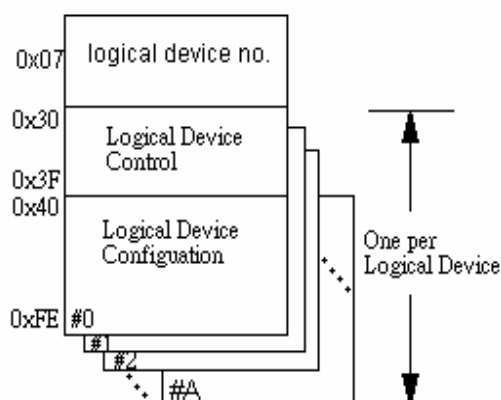 0x07
logical device no.
0x30
Logical Device
Control
0x3F
0x40
Logical Device
Configuation
One per
Logical Device
0xFE
#0
#1
#2
#A